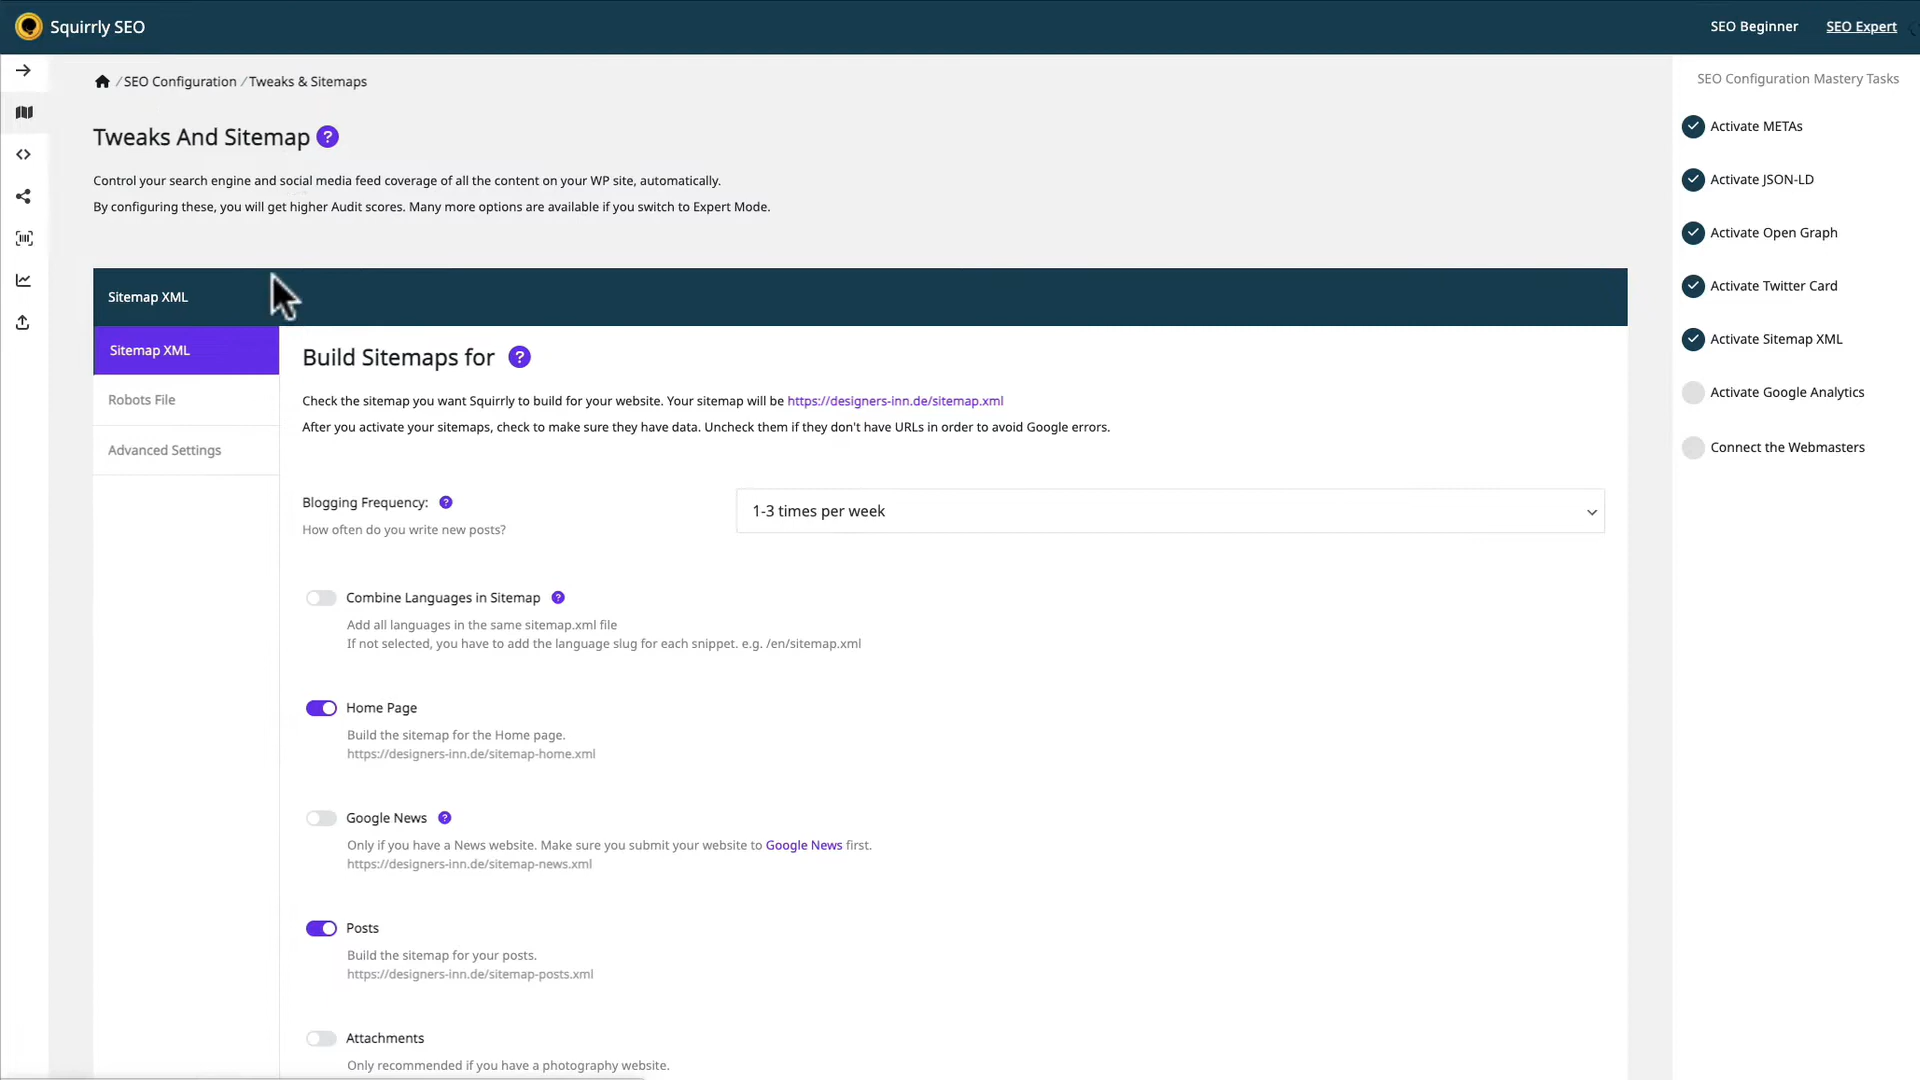 Squirrly SEO
SEO Beginner
SEO Expert
/ SEO Configuration / Tweaks & Sitemaps
Tweaks And Sitemap ?
Control your search engine and social media feed coverage of all the content on your WP site, automatically.
By configuring these, you will get higher Audit scores. Many more options are available if you switch to Expert Mode.
Sitemap XML
Sitemap XML
Robots File
Advanced Settings
Build Sitemaps for ?
Check the sitemap you want Squirrly to build for your website. Your sitemap will be https://designers-inn.de/sitemap.xml
After you activate your sitemaps, check to make sure they have data. Uncheck them if they don't have URLs in order to avoid Google errors.
Blogging Frequency: ?
How often do you write new posts?
1-3 times per week
Combine Languages in Sitemap ?
Add all languages in the same sitemap.xml file
If not selected, you have to add the language slug for each snippet. e.g. /en/sitemap.xml
Home Page
Build the sitemap for the Home page.
https://designers-inn.de/sitemap-home.xml
Google News ?
Only if you have a News website. Make sure you submit your website to Google News first.
https://designers-inn.de/sitemap-news.xml
Posts
Build the sitemap for your posts.
https://designers-inn.de/sitemap-posts.xml
Attachments
Only recommended if you have a photography website.
SEO Configuration Mastery Tasks
Activate METAs
Activate JSON-LD
Activate Open Graph
Activate Twitter Card
Activate Sitemap XML
Activate Google Analytics
Connect the Webmasters